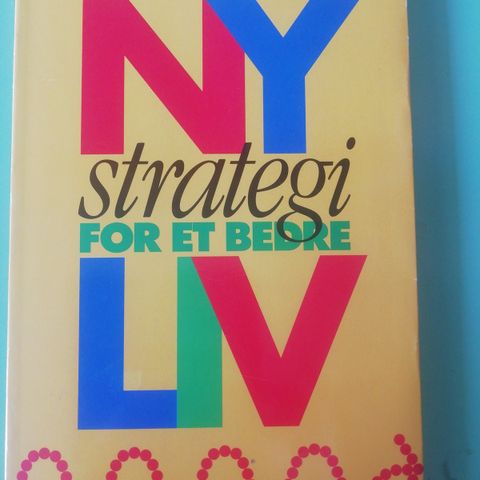 NY
strategi
FOR ET BEDRE
LIV